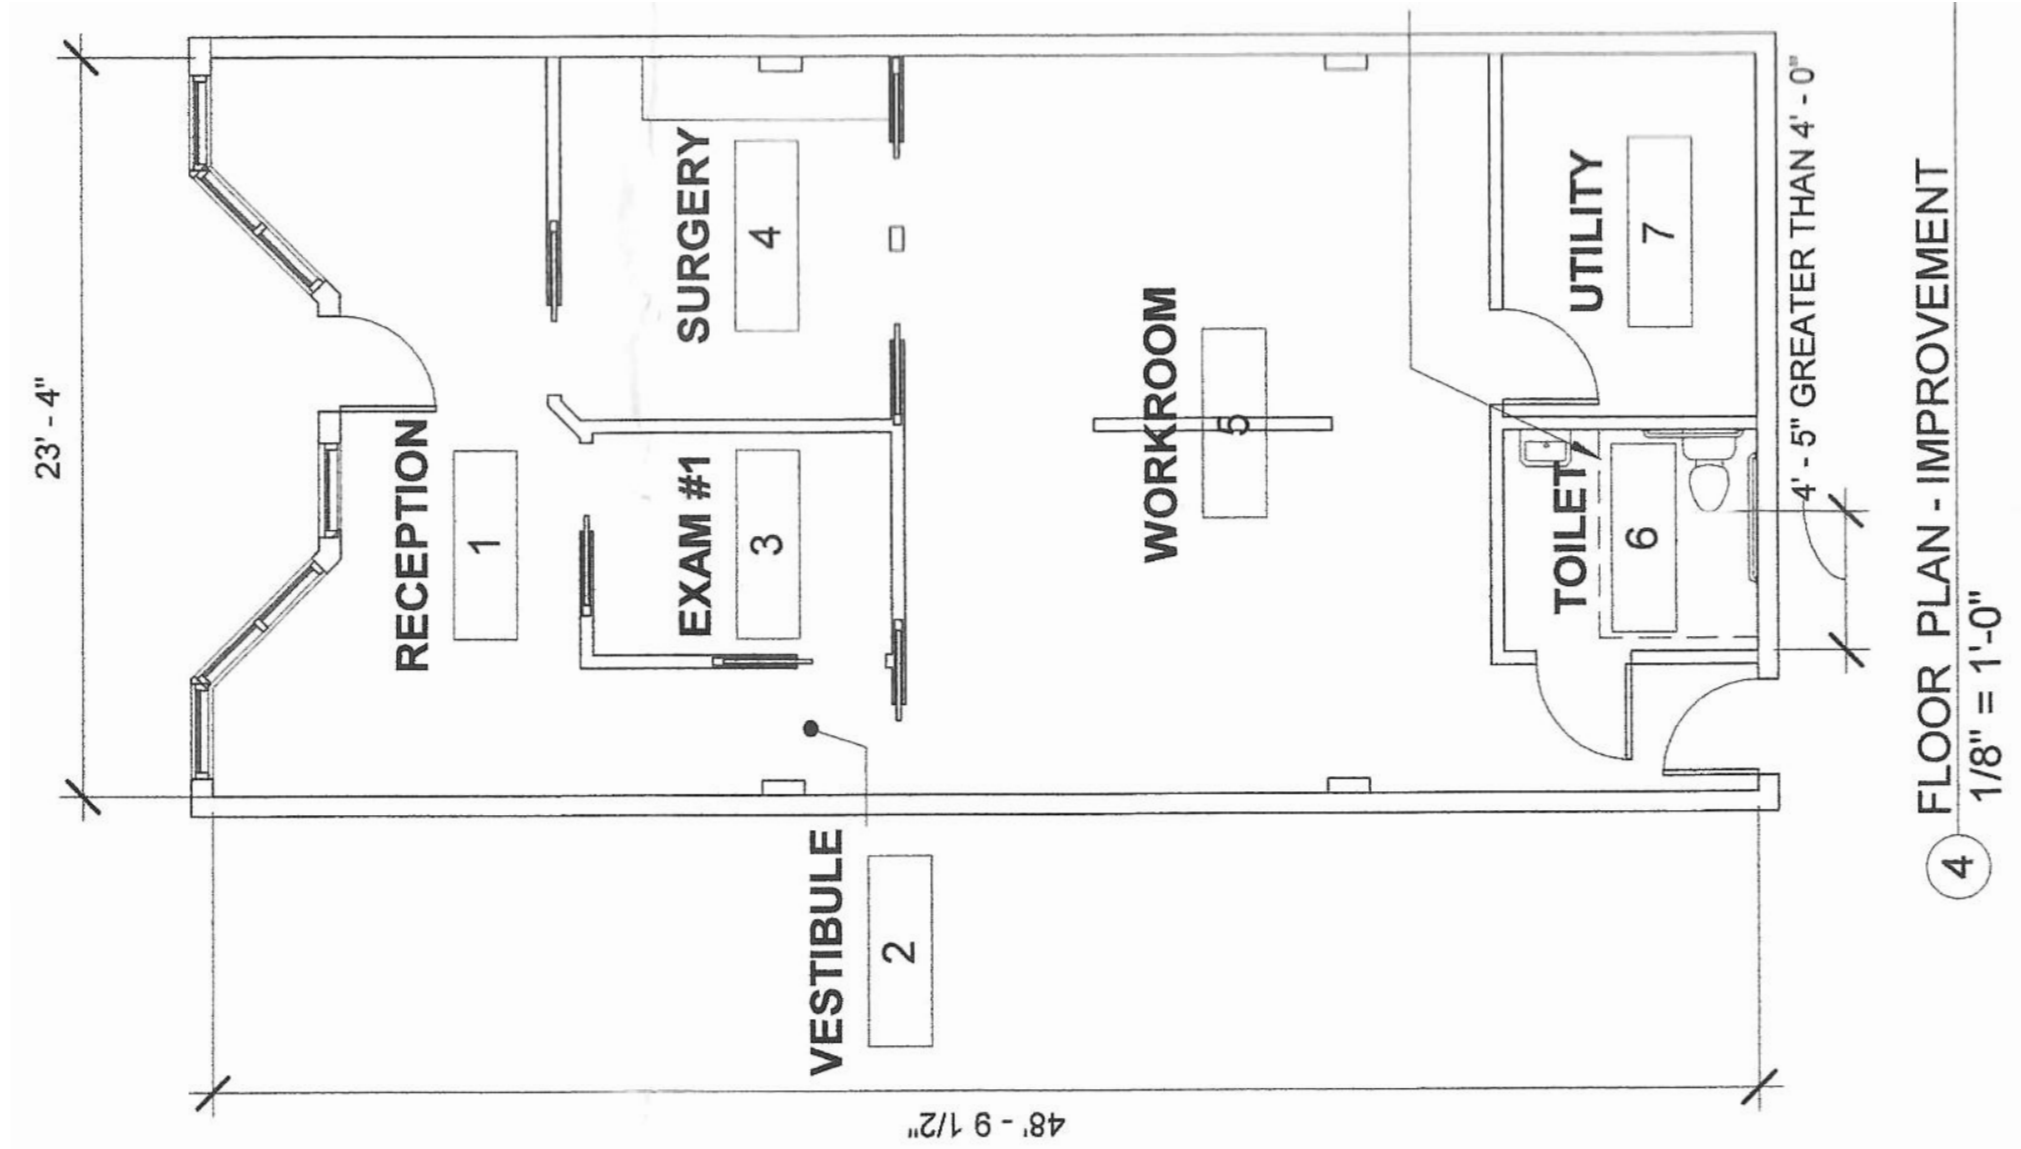 23' - 4"
RECEPTION
1
SURGERY
4
EXAM #1
3
VESTIBULE
2
WORKROOM
5
TOILET
6
UTILITY
7
4' - 5" GREATER THAN 4' - 0"
48' - 9 1/2"
4
FLOOR PLAN - IMPROVEMENT
1/8" = 1'-0"